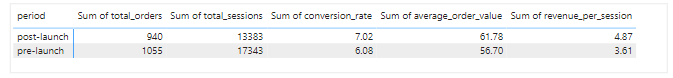 period Sum of total_orders Sum of total_sessions Sum of conversion_rate Sum of average_order_value Sum of revenue_per_session
post-launch 940 13383 7.02 61.78 4.87
pre-launch 1055 17343 6.08 56.70 3.61